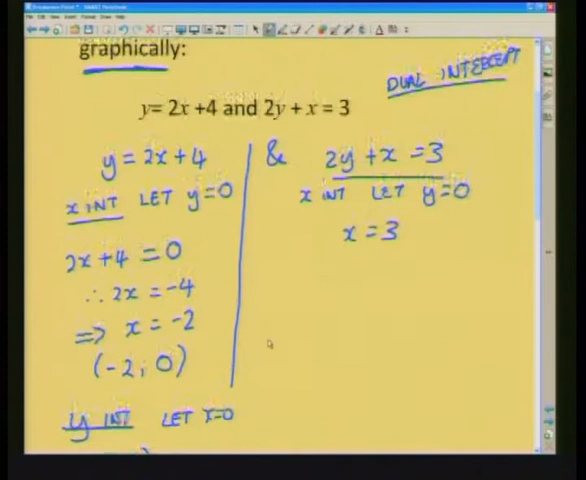 graphically:
DUAL INTERCEPT
y= 2x +4 and 2y + x = 3
y = 2x + 4
x INT LET y=0
2x + 4 = 0
∴ 2x = -4
=> x = -2
(-2; 0)
y INT LET x=0
& 2y + x = 3
x INT LET y=0
x = 3